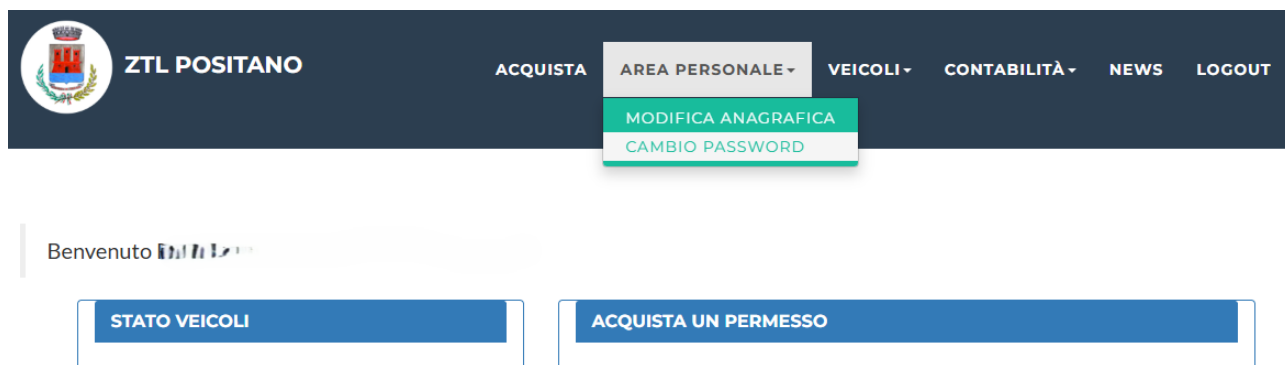 ZTL POSITANO
ACQUISTA AREA PERSONALE VEICOLI CONTABILITÀ NEWS LOGOUT
MODIFICA ANAGRAFICA
CAMBIO PASSWORD
Benvenuto
STATO VEICOLI
ACQUISTA UN PERMESSO